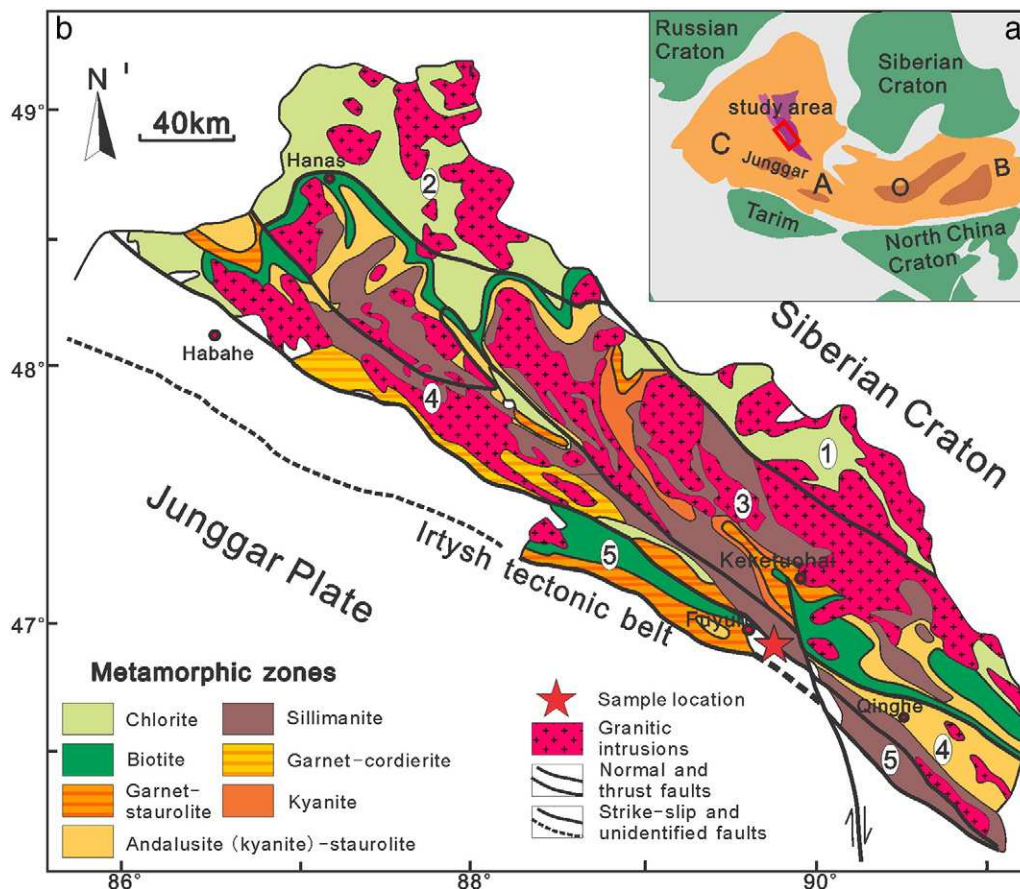 b
a
Russian
Craton
Siberian
Craton
study area
C
Junggar
A
O
B
Tarim
North China
Craton
N
40km
49°
48°
47°
86°
88°
90°
Hanas
2
Habahe
4
Siberian Craton
1
3
Junggar Plate
Irtysh tectonic belt
5
Keketuohai
Fuyun
Qinghe
4
5
Metamorphic zones
Chlorite
Biotite
Garnet-
staurolite
Andalusite (kyanite)-staurolite
Sillimanite
Garnet-cordierite
Kyanite
Sample location
Granitic
intrusions
Normal and
thrust faults
Strike-slip and
unidentified faults